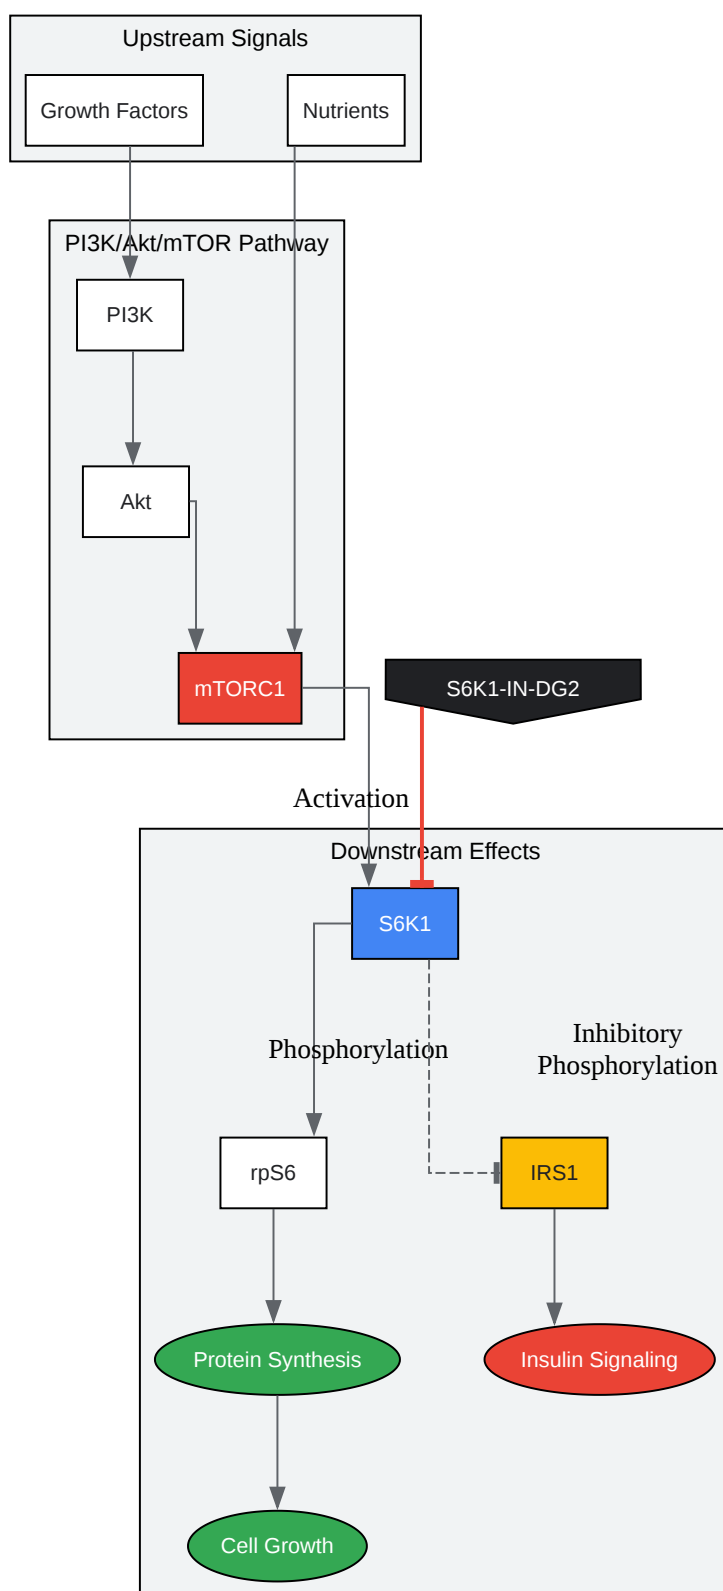 Upstream Signals
Growth Factors
Nutrients
PI3K/Akt/mTOR Pathway
PI3K
Akt
mTORC1
S6K1-IN-DG2
Activation
Downstream Effects
S6K1
Phosphorylation
Inhibitory
Phosphorylation
rpS6
IRS1
Protein Synthesis
Insulin Signaling
Cell Growth